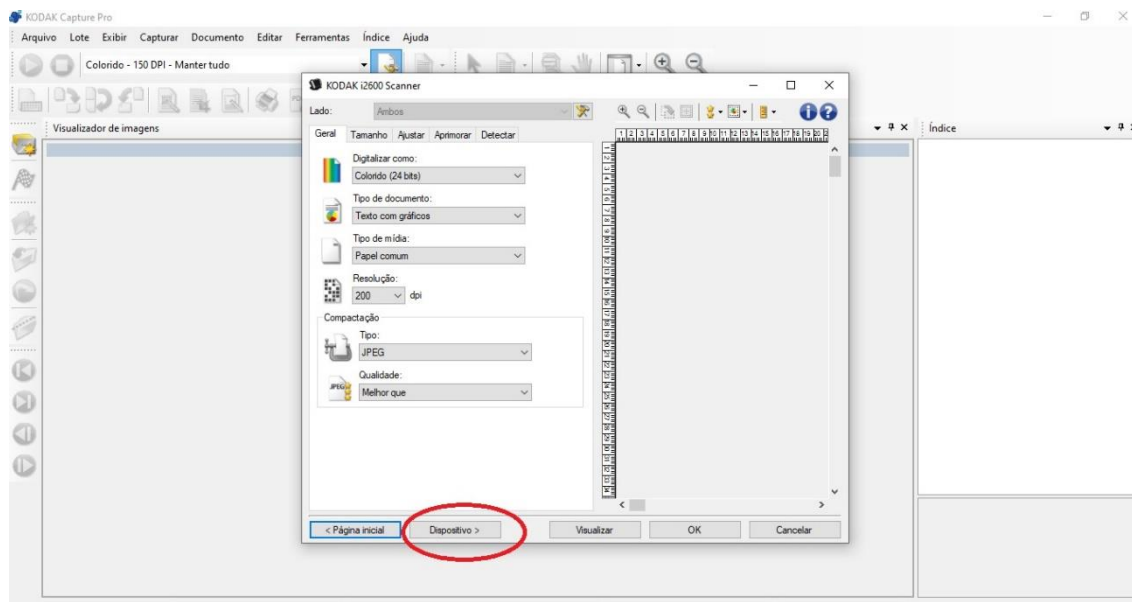 KODAK Capture Pro
Arquivo Lote Exibir Capturar Documento Editar Ferramentas Índice Ajuda
Colorido - 150 DPI - Manter tudo
KODAK i2600 Scanner
Lado: Ambos
Visualizador de imagens
Índice
Geral Tamanho Ajustar Aprimorar Detectar
Digitalizar como:
Colorido (24 bits)
Tipo de documento:
Texto com gráficos
Tipo de mídia:
Papel comum
Resolução:
200 dpi
Compactação
Tipo:
JPEG
Qualidade:
JPEG
Melhor que
< Página inicial Dispositivo > Visualizar OK Cancelar